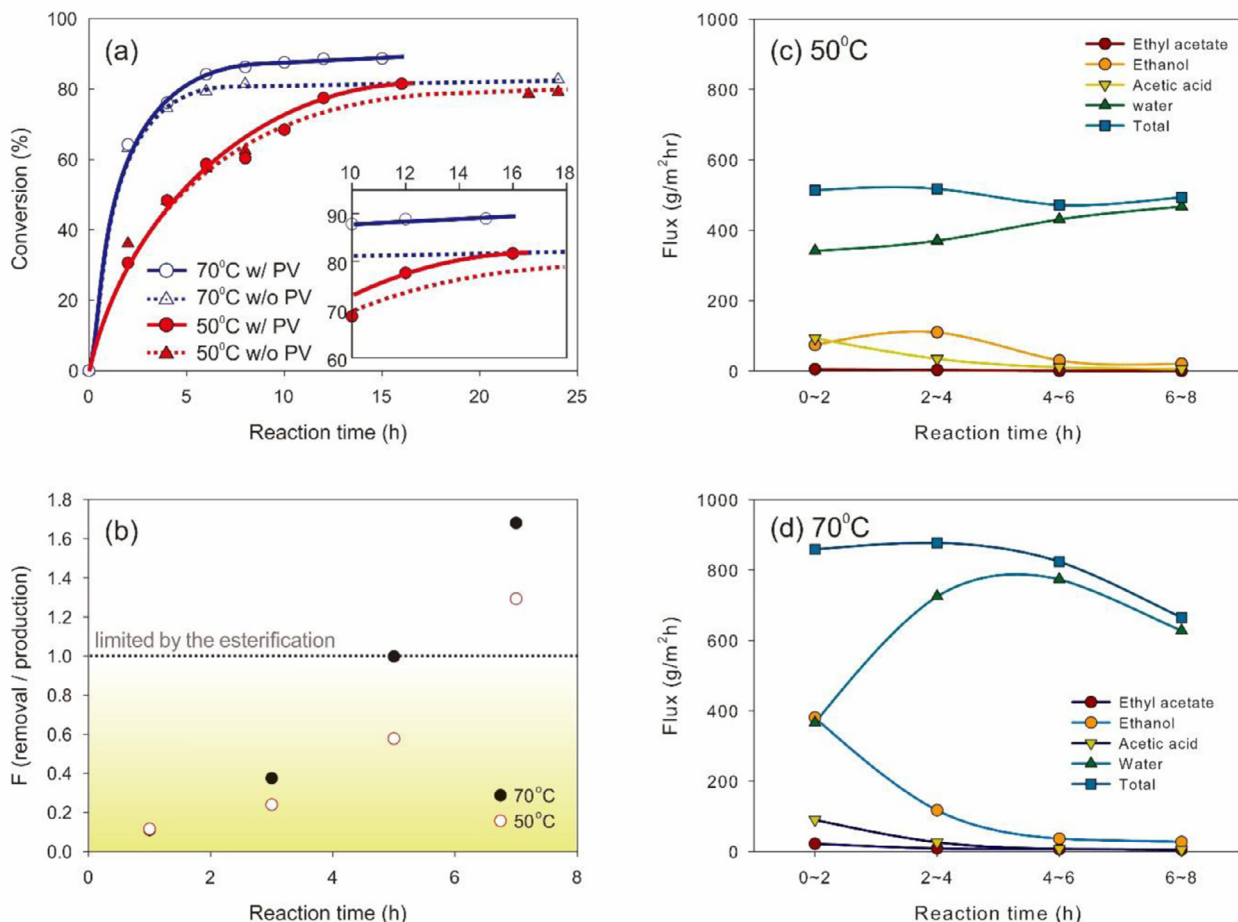 (a)
Conversion (%)
100
80
60
40
20
0
0 5 10 15 20 25
Reaction time (h)
70⁰C w/ PV
70⁰C w/o PV
50⁰C w/ PV
50⁰C w/o PV
10 12 14 16 18
90
80
70
60
(c) 50⁰C
Flux (g/m²hr)
1000
800
600
400
200
0
0~2 2~4 4~6 6~8
Reaction time (h)
Ethyl acetate
Ethanol
Acetic acid
water
Total
(b)
F (removal / production)
1.8
1.6
1.4
1.2
1.0
0.8
0.6
0.4
0.2
0.0
limited by the esterification
70°C
50°C
0 2 4 6 8
Reaction time (h)
(d) 70⁰C
Flux (g/m²h)
1000
800
600
400
200
0
0~2 2~4 4~6 6~8
Reaction time (h)
Ethyl acetate
Ethanol
Acetic acid
Water
Total